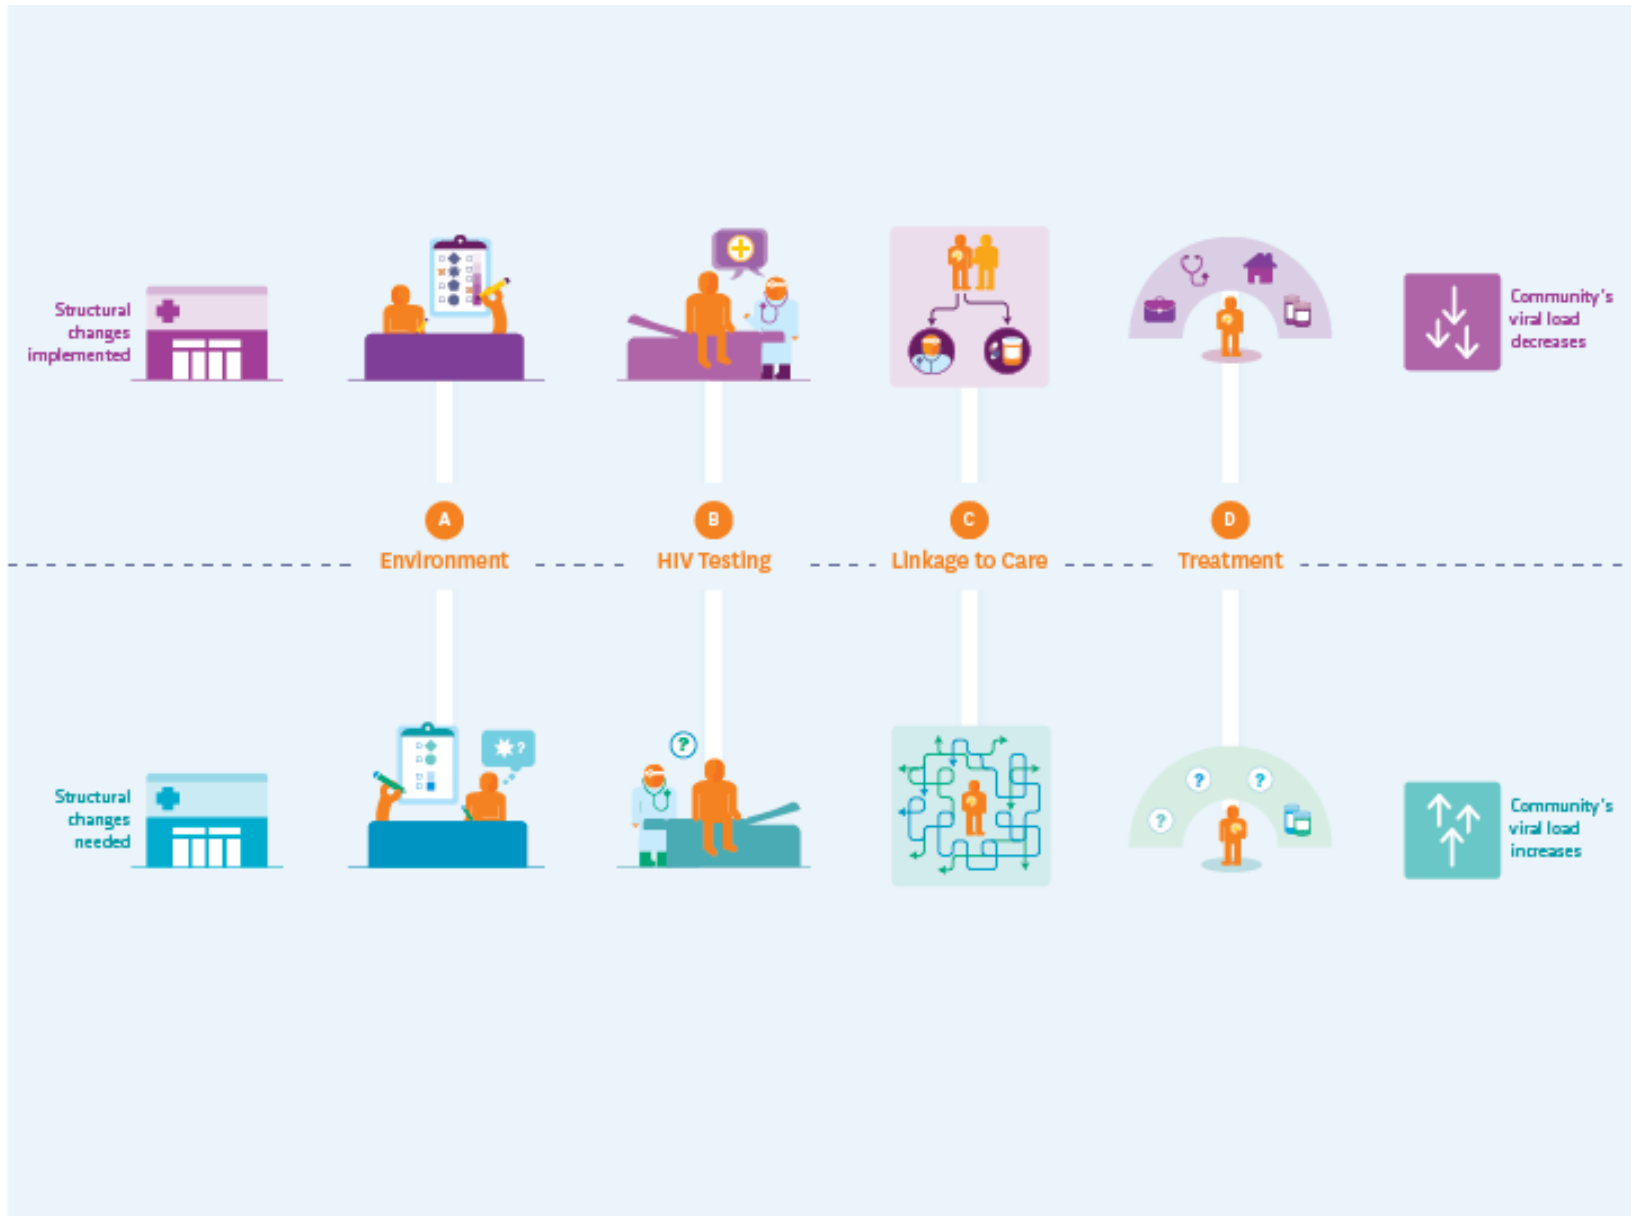 Structural
changes
implemented
Community's
viral load
decreases
A
B
C
D
Environment
HIV Testing
Linkage to Care
Treatment
?
?
?
?
?
Structural
changes
needed
Community's
viral load
increases